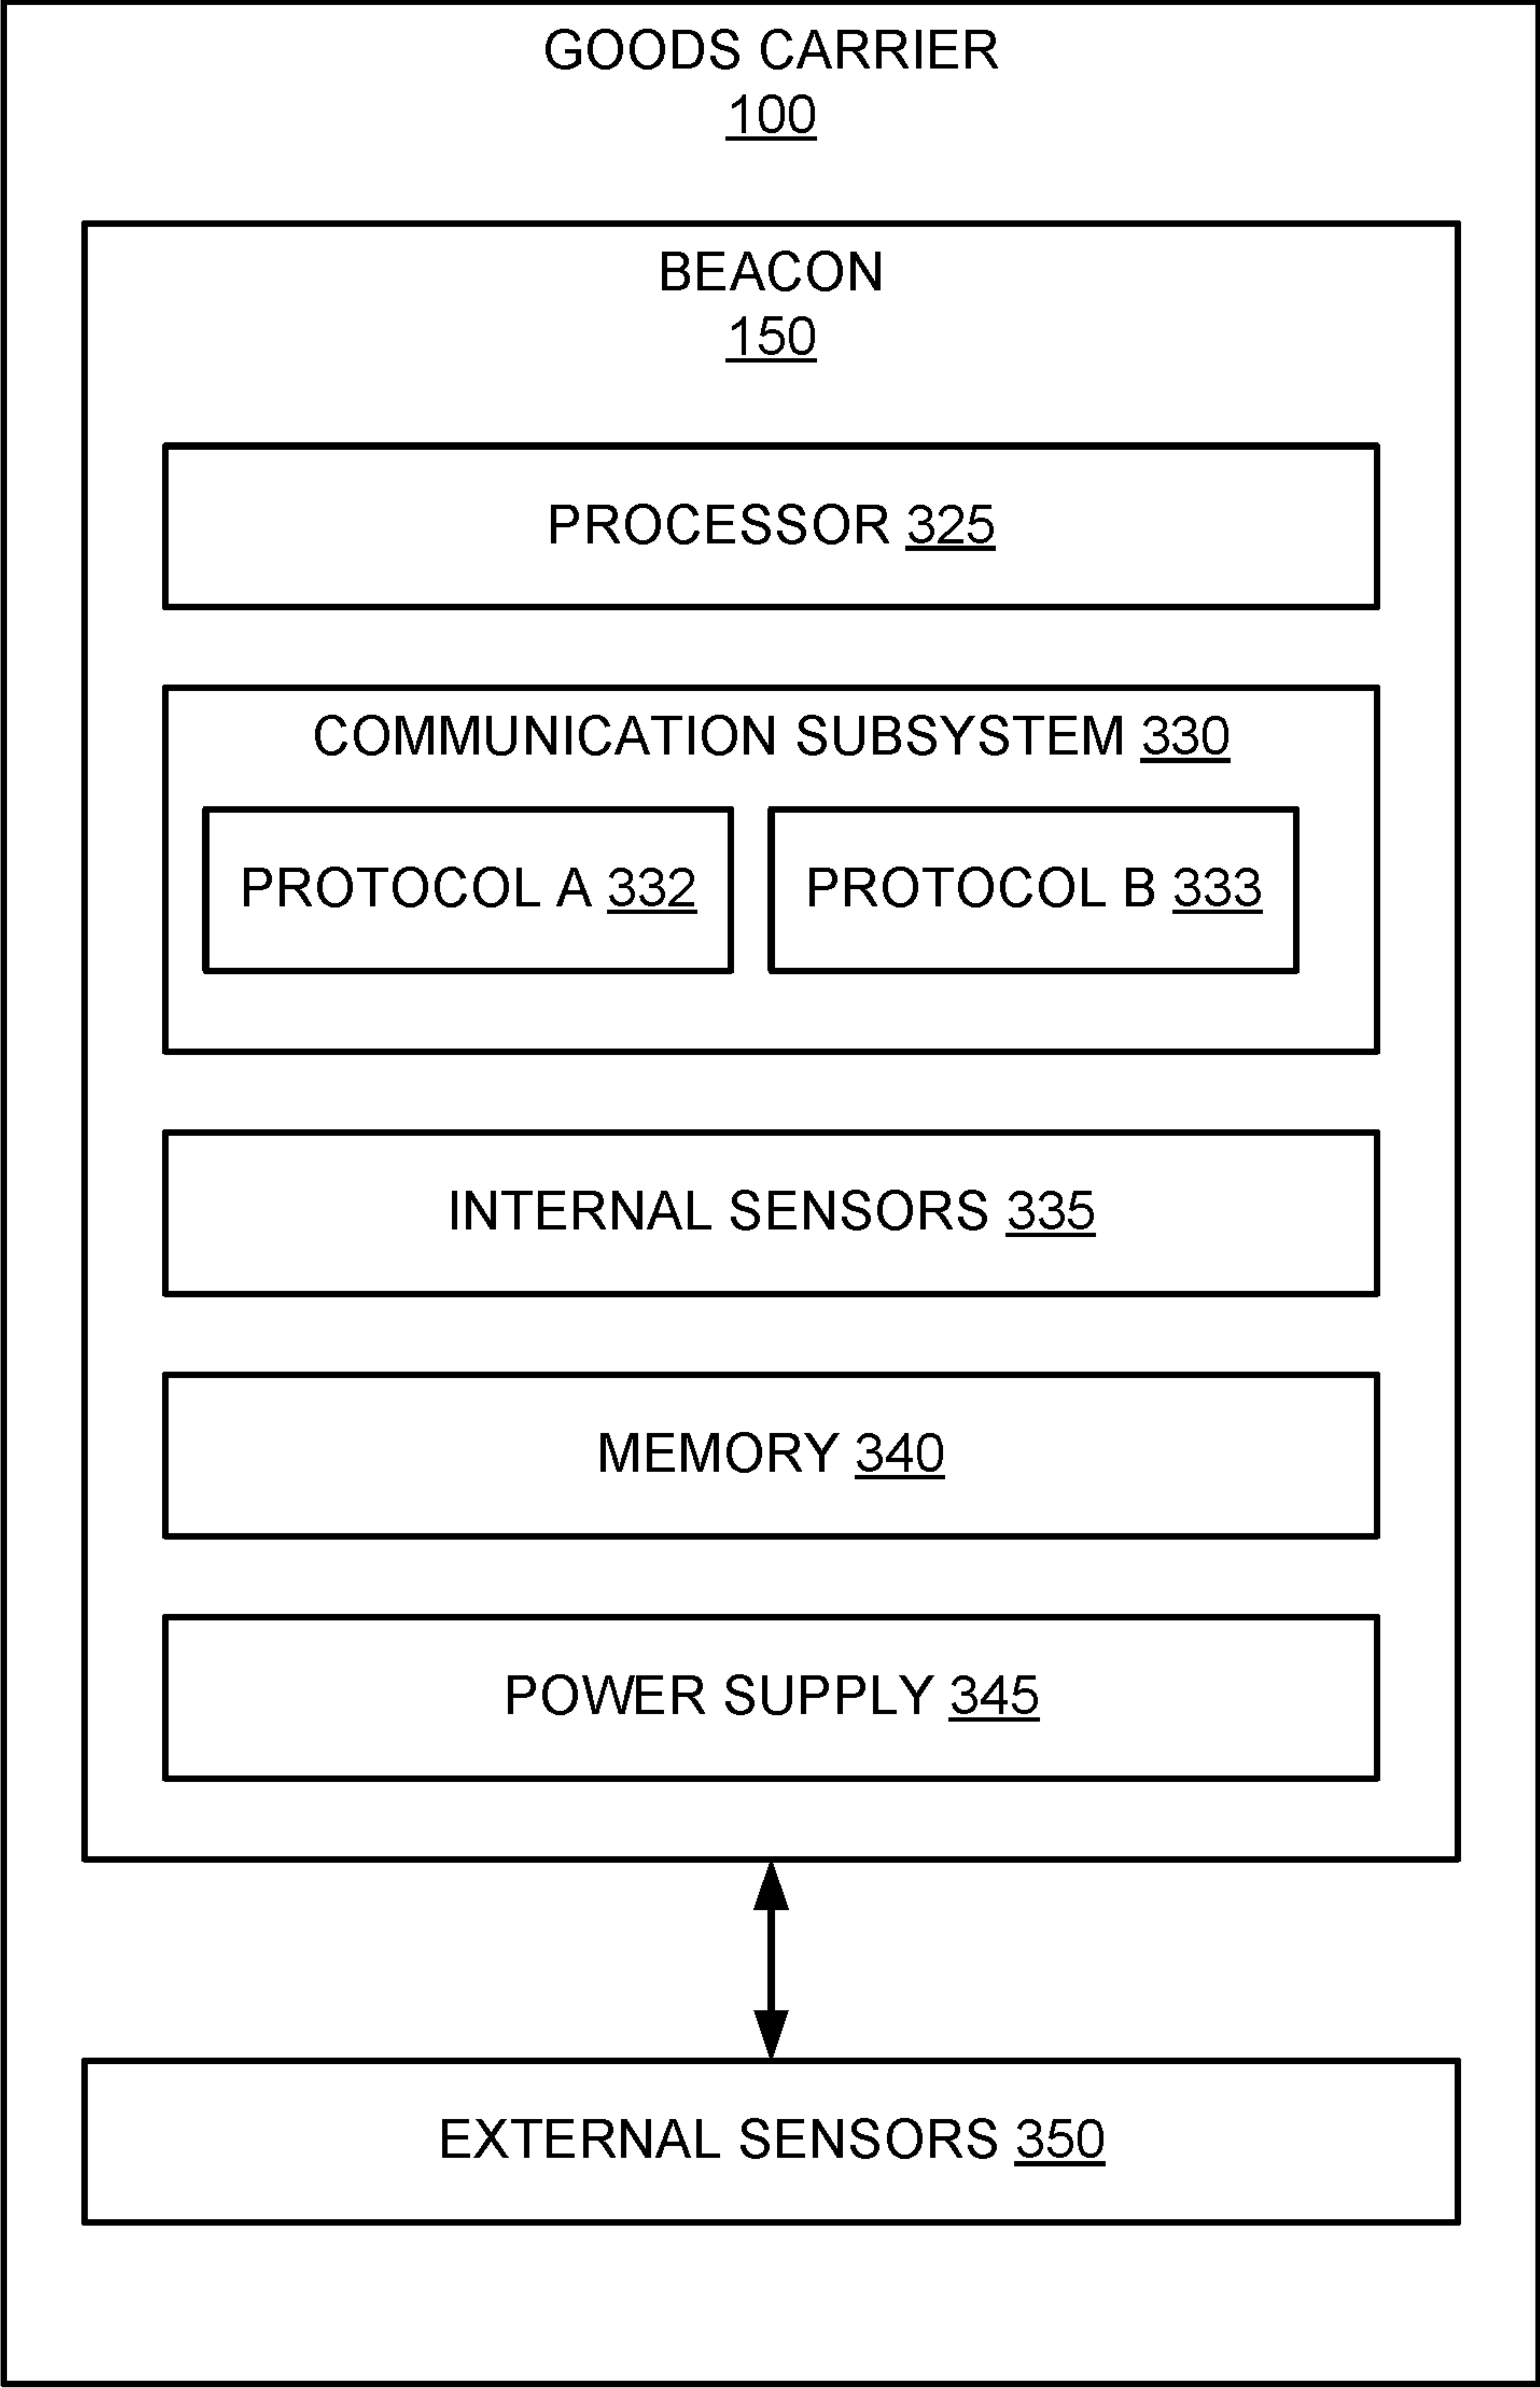 GOODS CARRIER
100
BEACON
150
PROCESSOR 325
COMMUNICATION SUBSYSTEM 330
PROTOCOL A 332
PROTOCOL B 333
INTERNAL SENSORS 335
MEMORY 340
POWER SUPPLY 345
EXTERNAL SENSORS 350